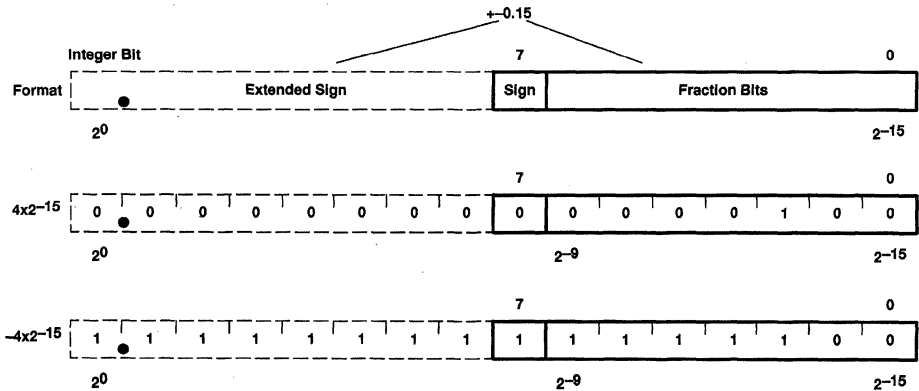 +–0.15
Integer Bit 7 0
Format Extended Sign Sign Fraction Bits
2^0 2^–15
7 0
4x2^–15 0 0 0 0 0 0 0 0 0 0 0 0 0 1 0 0
2^0 2^–9 2^–15
7 0
–4x2^–15 1 1 1 1 1 1 1 1 1 1 1 1 1 1 0 0
2^0 2^–9 2^–15